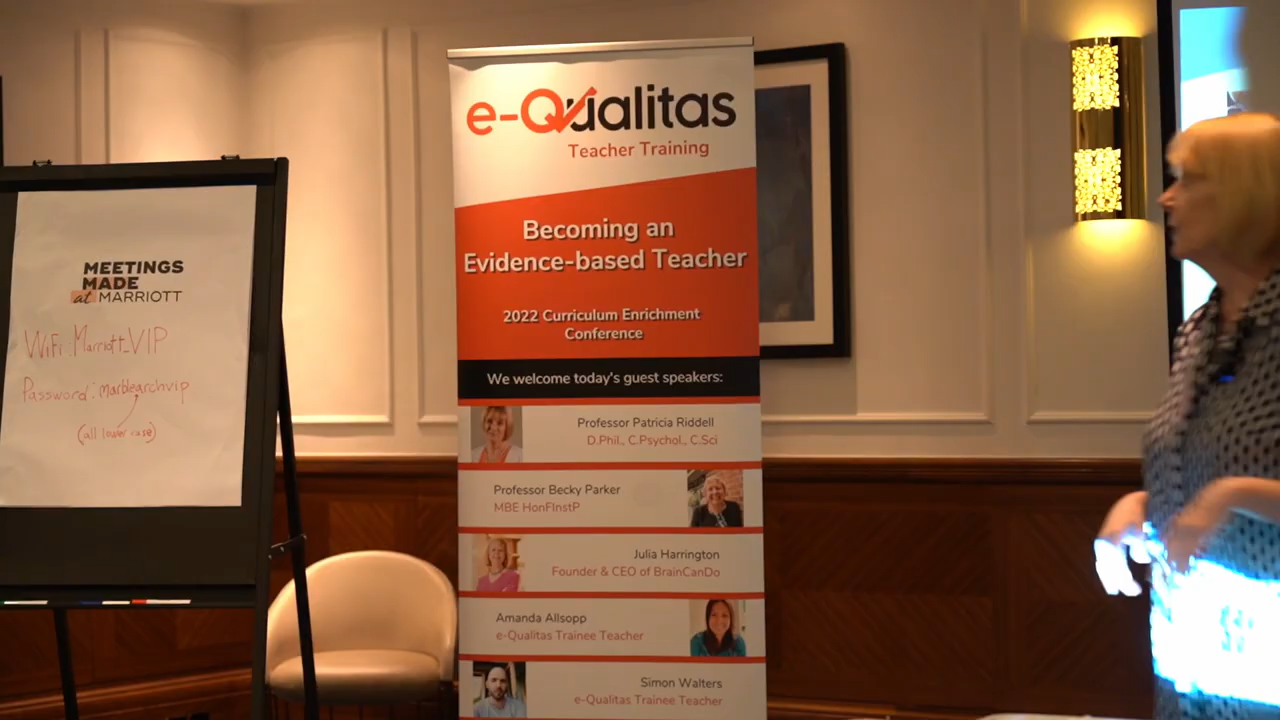 MEETINGS
MADE
at MARRIOTT
WiFi Marriott_VIP
Password: marblearchvip
(all lower case)
e-Qualitas
Teacher Training
Becoming an
Evidence-based Teacher
2022 Curriculum Enrichment
Conference
We welcome today's guest speakers:
Professor Patricia Riddell
D.Phil., C.Psychol., C.Sci
Professor Becky Parker
MBE HonFInstP
Julia Harrington
Founder & CEO of BrainCanDo
Amanda Allsopp
e-Qualitas Trainee Teacher
Simon Walters
e-Qualitas Trainee Teacher